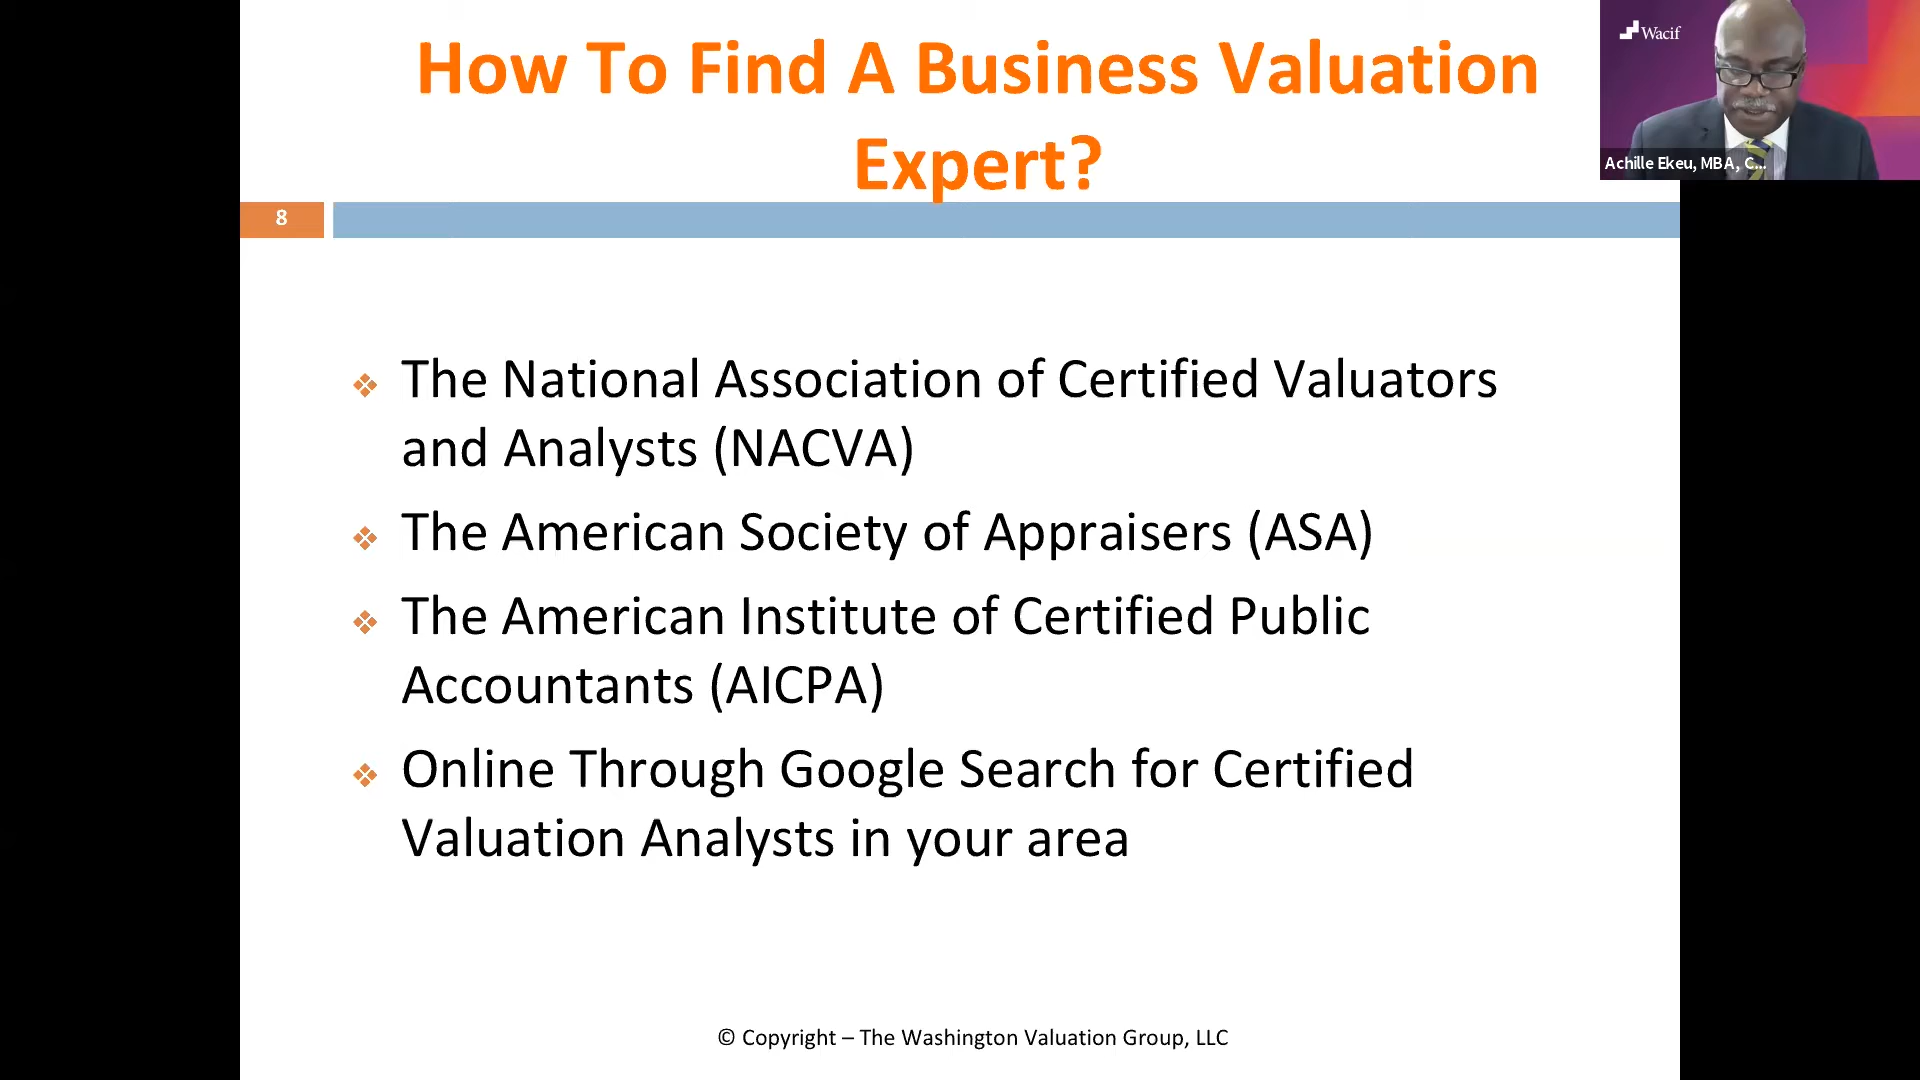 How To Find A Business Valuation
Expert?
Wacif
Achille Ekeu, MBA, C...
8
The National Association of Certified Valuators
and Analysts (NACVA)
The American Society of Appraisers (ASA)
The American Institute of Certified Public
Accountants (AICPA)
Online Through Google Search for Certified
Valuation Analysts in your area
© Copyright – The Washington Valuation Group, LLC